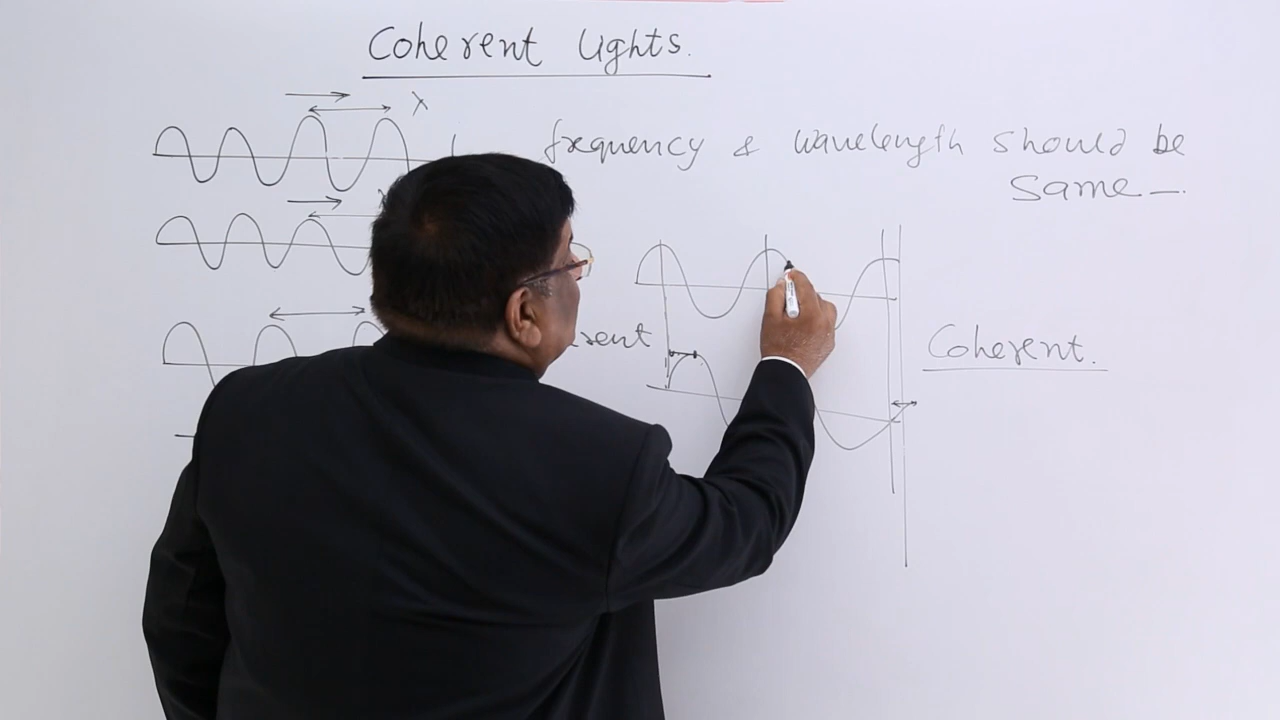 Coherent Lights.
λ
frequency & wavelength should be
Same —.
Coherent.